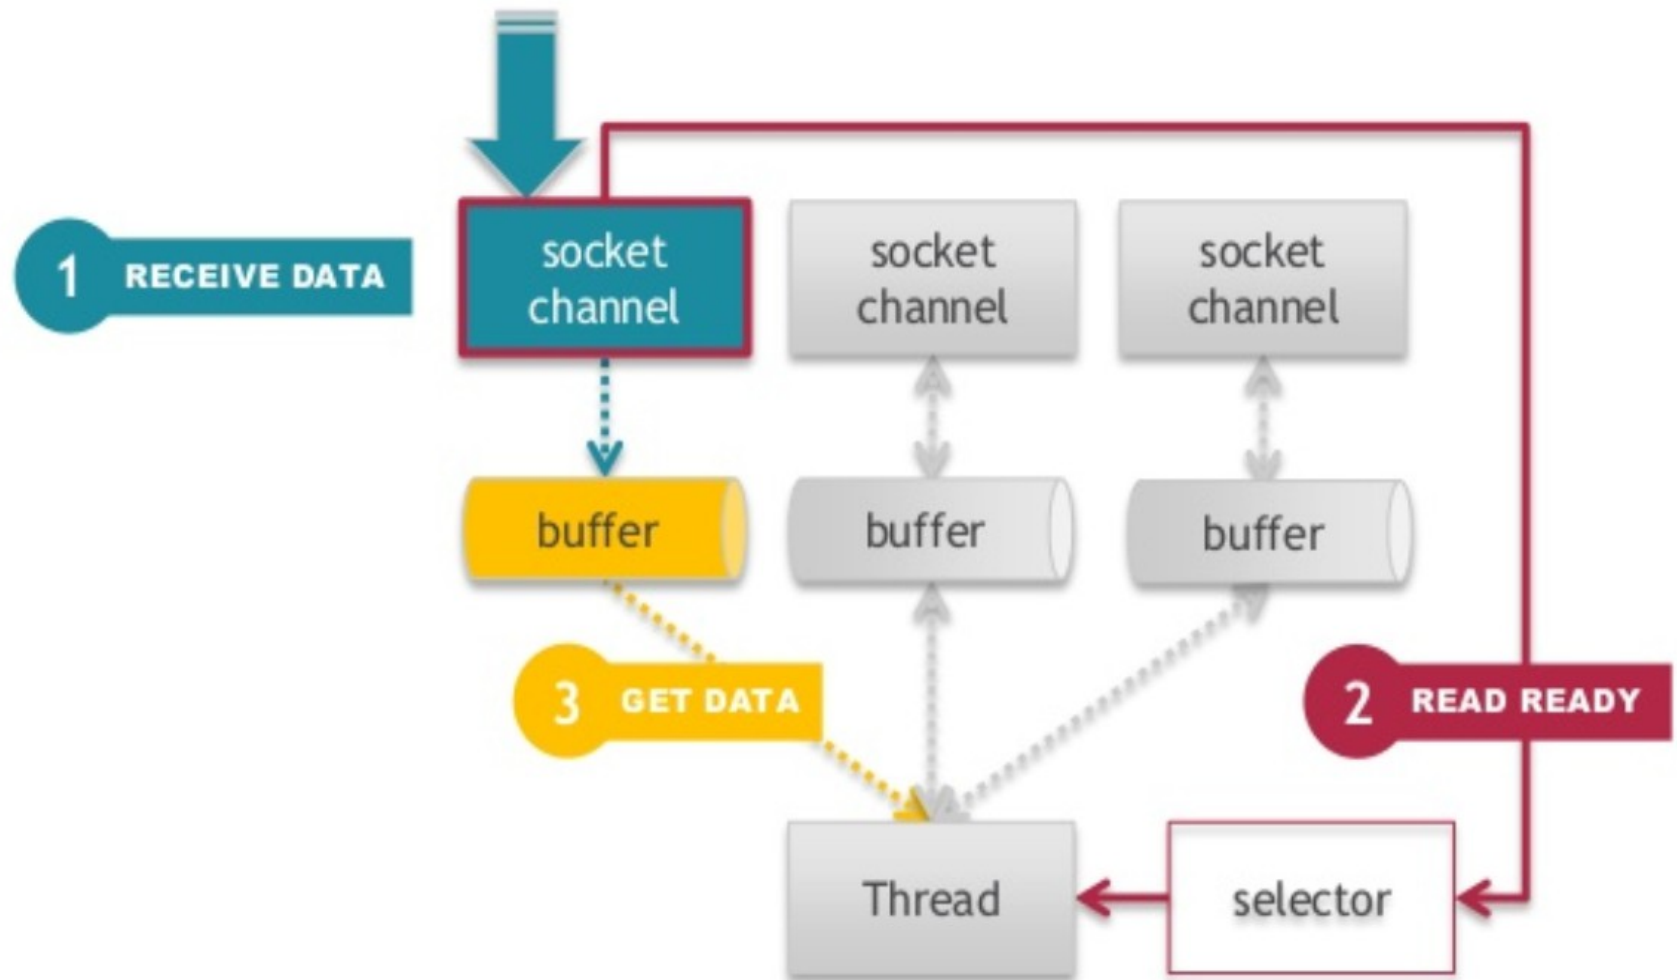 1 RECEIVE DATA
socket
channel
socket
channel
socket
channel
buffer
buffer
buffer
3 GET DATA
2 READ READY
Thread
selector